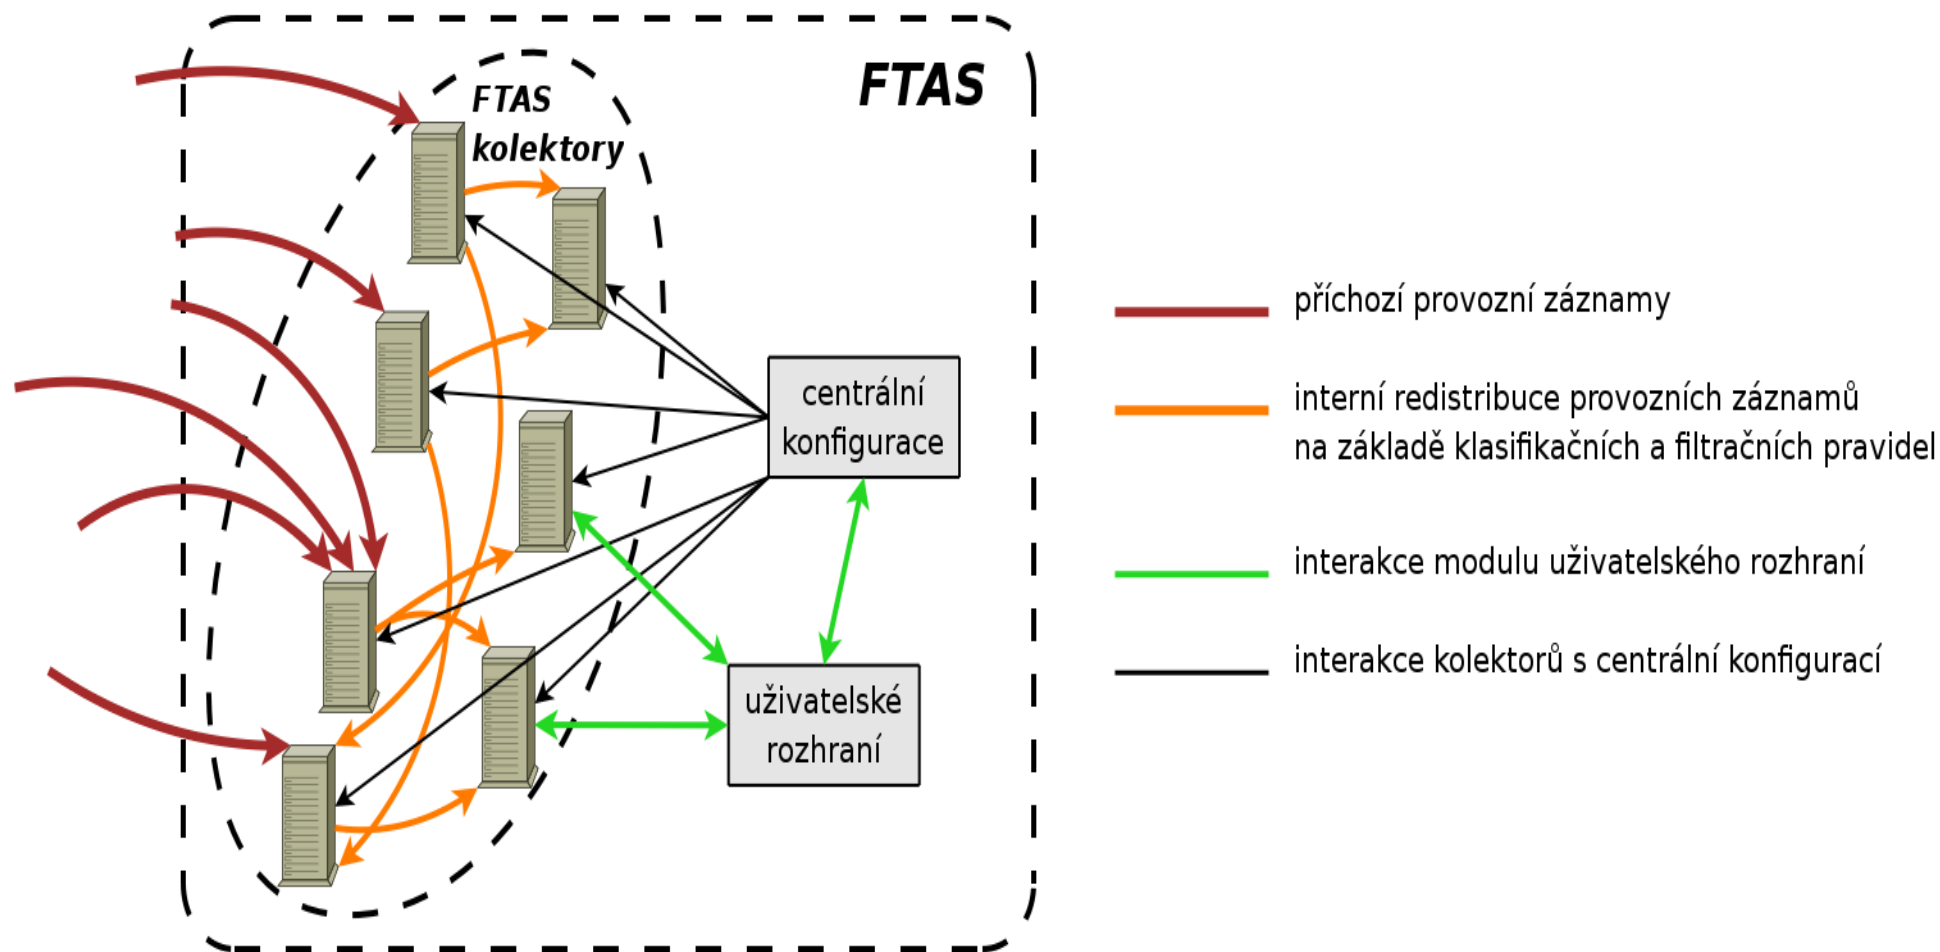 FTAS
FTAS
kolektory
centrální
konfigurace
uživatelské
rozhraní
příchozí provozní záznamy
interní redistribuce provozních záznamů
na základě klasifikačních a filtračních pravidel
interakce modulu uživatelského rozhraní
interakce kolektorů s centrální konfigurací